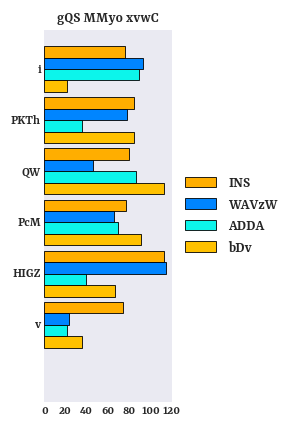 gQS MMyo xvwC
i
PKTh
QW
PcM
HIGZ
v
0 20 40 60 80 100 120
INS
WAVzW
ADDA
bDv